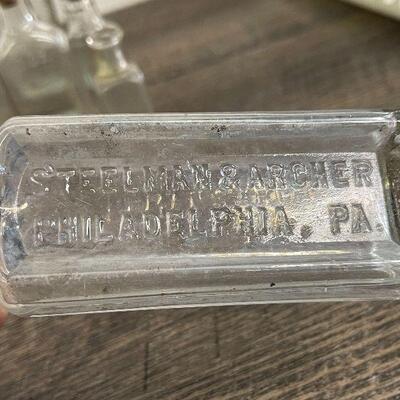 STEELMAN & ARCHER
PHILADELPHIA, PA.